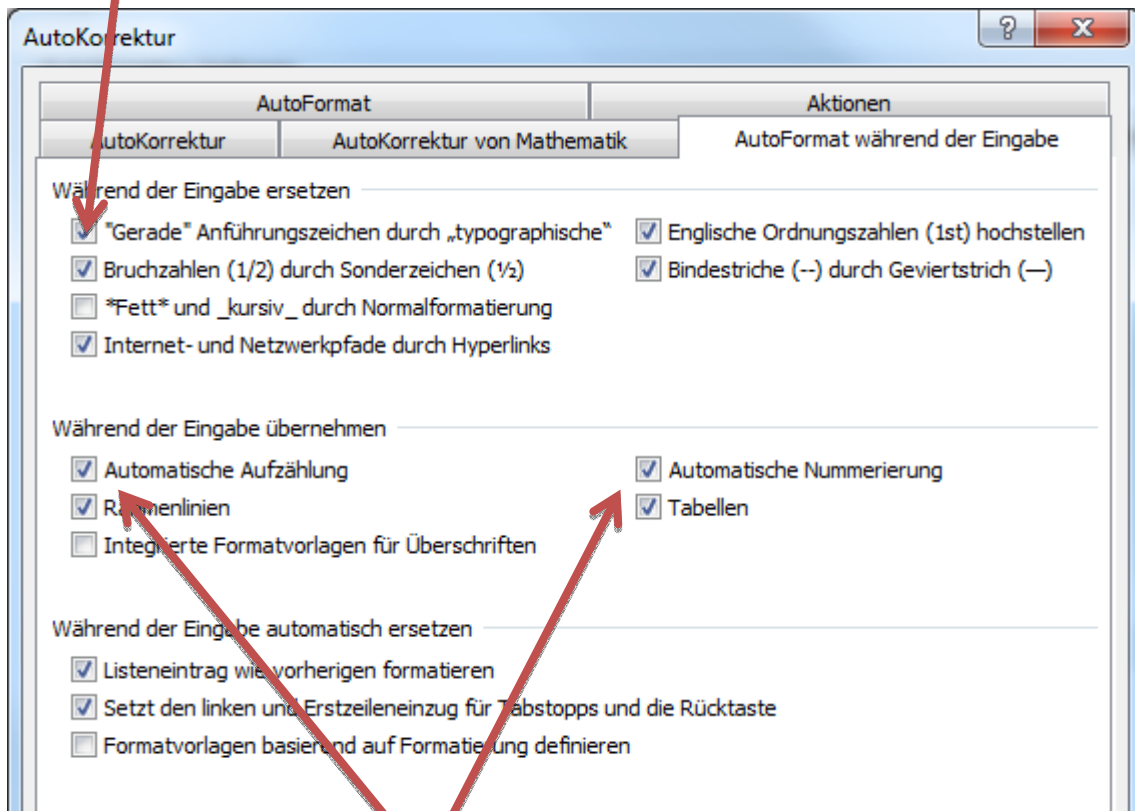 AutoKorrektur
AutoFormat Aktionen
AutoKorrektur AutoKorrektur von Mathematik AutoFormat während der Eingabe
Während der Eingabe ersetzen
"Gerade" Anführungszeichen durch „typographische“ Englische Ordnungszahlen (1st) hochstellen
Bruchzahlen (1/2) durch Sonderzeichen (½) Bindestriche (--) durch Geviertstrich (—)
*Fett* und _kursiv_ durch Normalformatierung
Internet- und Netzwerkpfade durch Hyperlinks
Während der Eingabe übernehmen
Automatische Aufzählung Automatische Nummerierung
Rahmenlinien Tabellen
Integrierte Formatvorlagen für Überschriften
Während der Eingabe automatisch ersetzen
Listeneintrag wie vorherigen formatieren
Setzt den linken und Erstzeileneinzug für Tabstopps und die Rücktaste
Formatvorlagen basierend auf Formatierung definieren